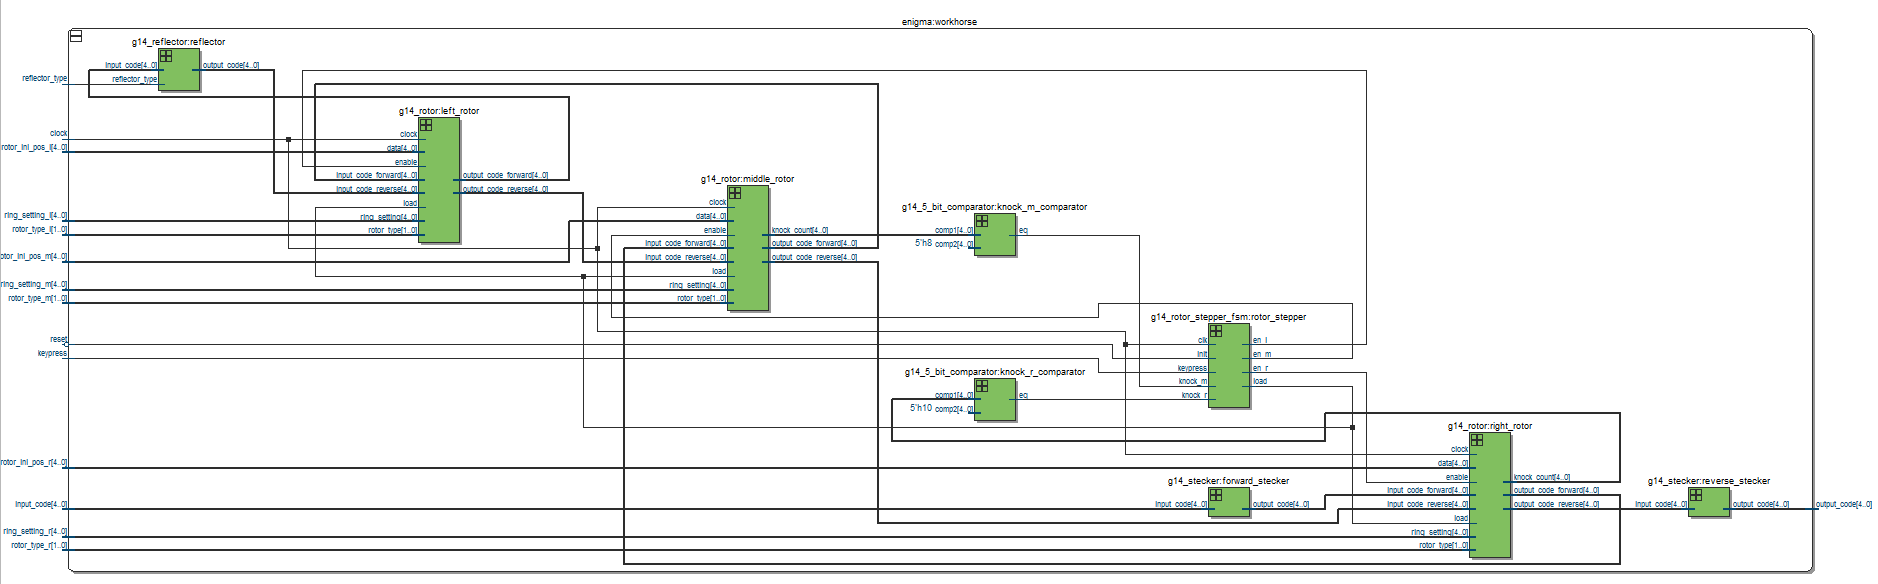 enigma:workhorse
g14_reflector:reflector
input_code[4..0]
output_code[4..0]
reflector_type
reflector_type
g14_rotor:left_rotor
clock
clock
rotor_ini_pos_l[4..0]
data[4..0]
enable
input_code_forward[4..0]
output_code_forward[4..0]
input_code_reverse[4..0]
output_code_reverse[4..0]
load
ring_setting_l[4..0]
ring_setting[4..0]
rotor_type_l[1..0]
rotor_type[1..0]
g14_rotor:middle_rotor
clock
data[4..0]
enable
knock_count[4..0]
input_code_forward[4..0]
output_code_forward[4..0]
otor_ini_pos_m[4..0]
input_code_reverse[4..0]
output_code_reverse[4..0]
load
ring_setting_m[4..0]
ring_setting[4..0]
rotor_type_m[1..0]
rotor_type[1..0]
g14_5_bit_comparator:knock_m_comparator
comp1[4..0]
eq
5'h8 comp2[4..0]
g14_rotor_stepper_fsm:rotor_stepper
reset
clk
en_l
keypress
init
en_m
keypress
en_r
knock_m
load
knock_r
g14_5_bit_comparator:knock_r_comparator
comp1[4..0]
eq
5'h10 comp2[4..0]
g14_rotor:right_rotor
clock
rotor_ini_pos_r[4..0]
data[4..0]
enable
knock_count[4..0]
input_code_forward[4..0]
output_code_forward[4..0]
input_code_reverse[4..0]
output_code_reverse[4..0]
load
ring_setting_r[4..0]
ring_setting[4..0]
rotor_type_r[1..0]
rotor_type[1..0]
g14_stecker:forward_stecker
input_code[4..0]
input_code[4..0]
output_code[4..0]
g14_stecker:reverse_stecker
input_code[4..0]
output_code[4..0]
output_code[4..0]